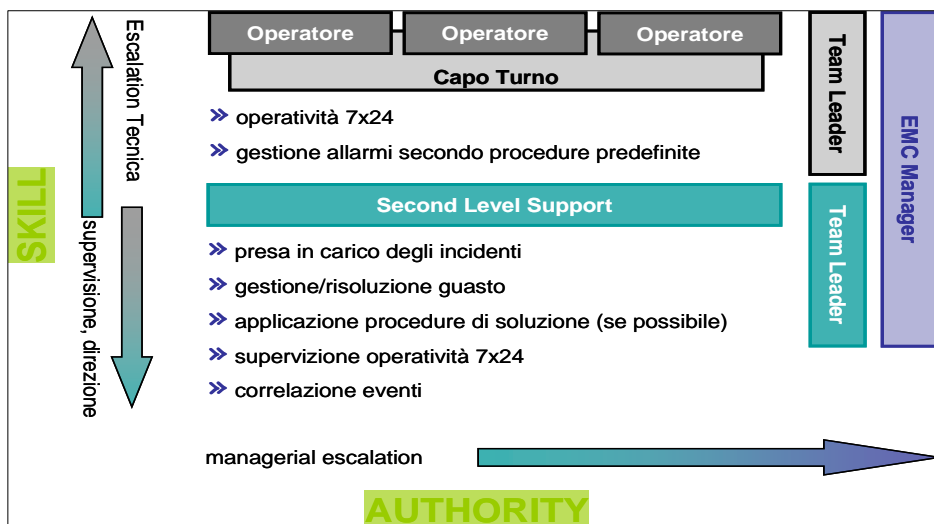 Operatore
Operatore
Operatore
Capo Turno
operatività 7x24
gestione allarmi secondo procedure predefinite
Second Level Support
presa in carico degli incidenti
gestione/risoluzione guasto
applicazione procedure di soluzione (se possibile)
supervizione operatività 7x24
correlazione eventi
managerial escalation
AUTHORITY
SKILL
Escalation Tecnica
supervisione, direzione
Team Leader
Team Leader
EMC Manager